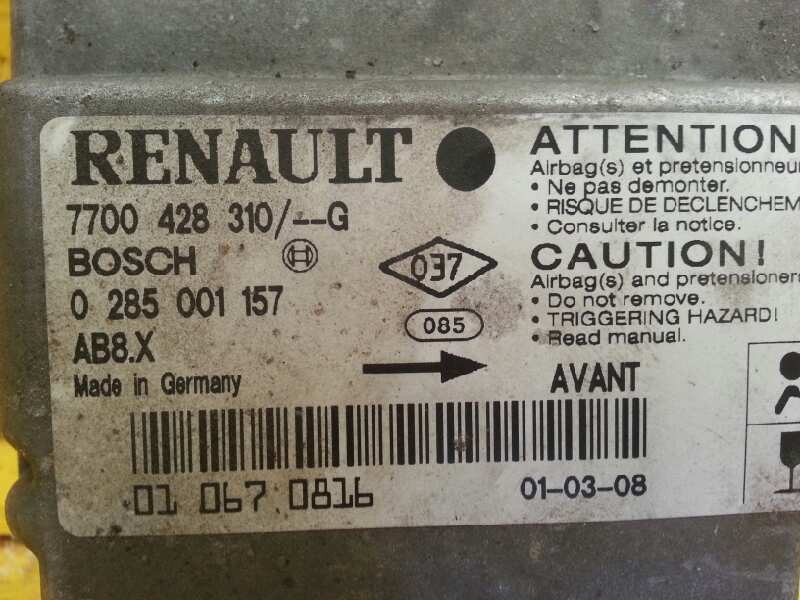 RENAULT
7700 428 310/--G
BOSCH
0 285 001 157
AB8.X
Made in Germany
037
085
AVANT
01 067 0816
01-03-08
ATTENTION
Airbag(s) et pretensionneu
• Ne pas demonter.
• RISQUE DE DECLENCHEM
• Consulter la notice.
CAUTION!
Airbag(s) and pretensioners
• Do not remove.
• TRIGGERING HAZARD!
• Read manual.